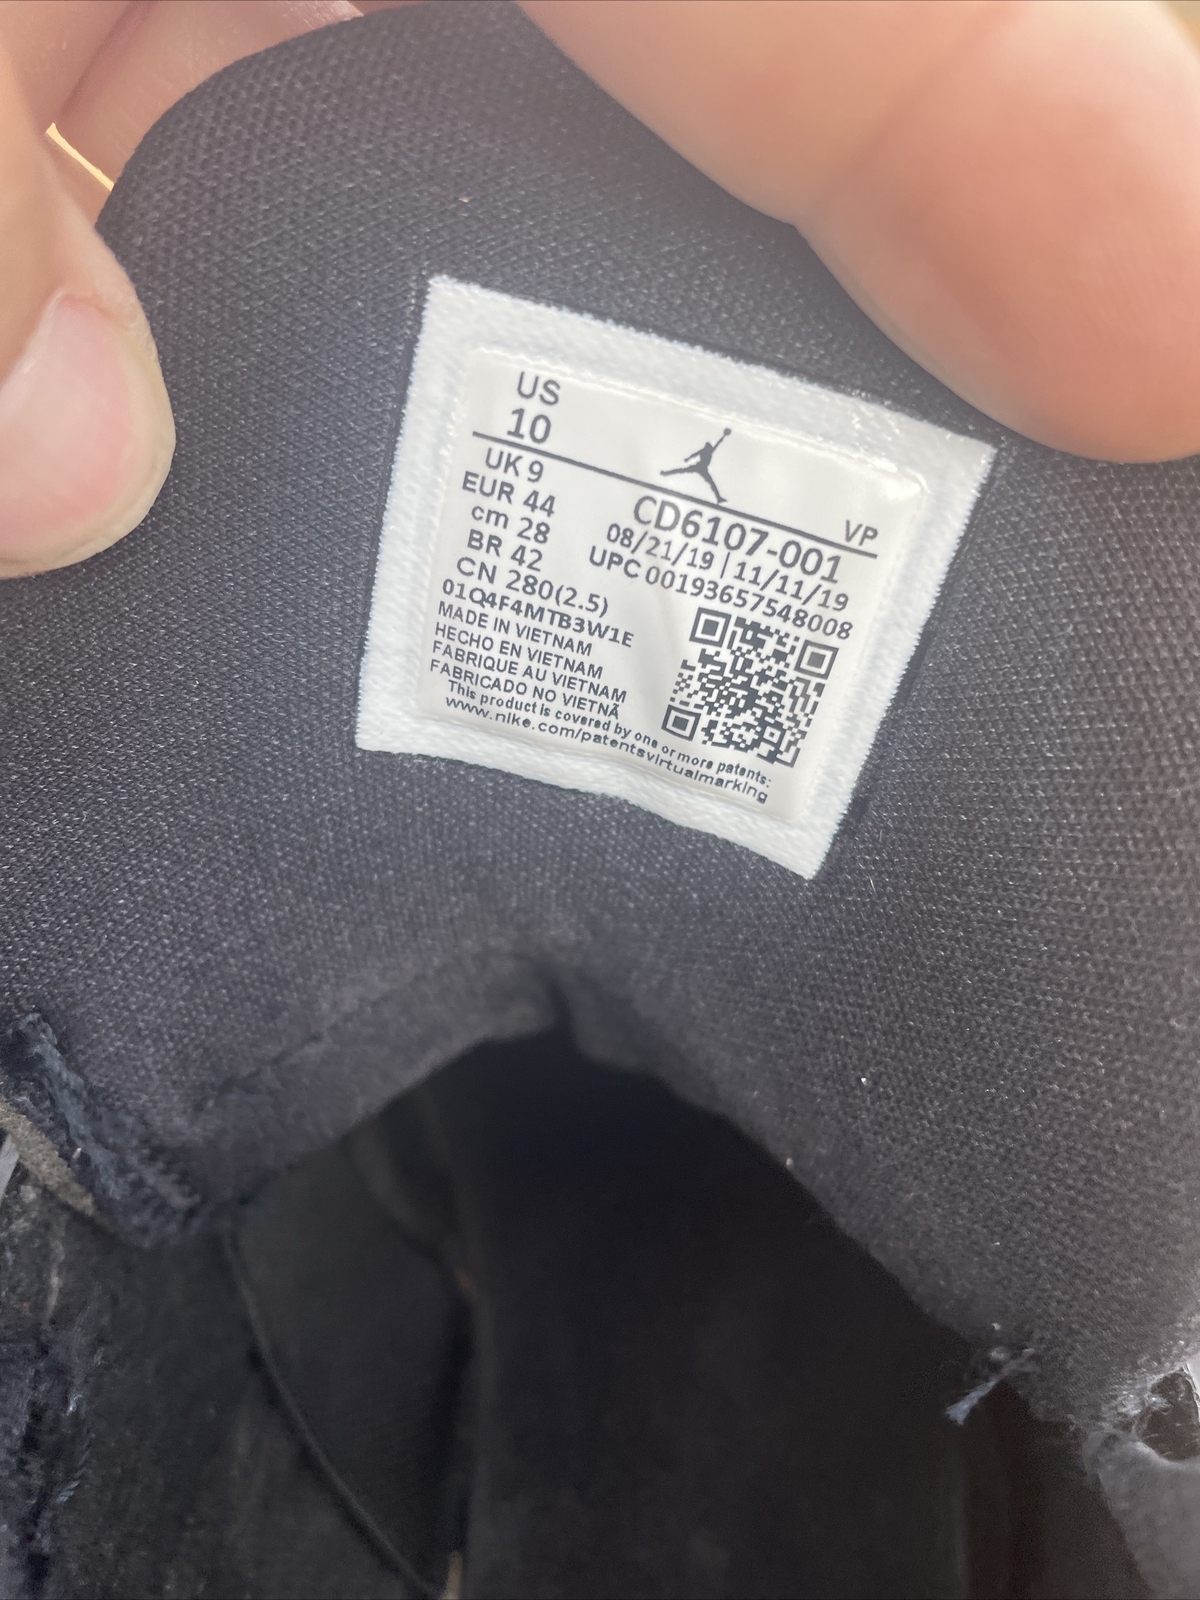 US
10
UK 9
EUR 44
cm 28
BR 42
CN 280(2.5)
01Q4F4MTB3W1E
VP
CD6107-001
08/21/19 | 11/11/19
UPC 00193657548008
MADE IN VIETNAM
HECHO EN VIETNAM
FABRIQUE AU VIETNAM
FABRICADO NO VIETNÃ
This product is covered by one or more patents:
www.nike.com/patentsvirtualmarking